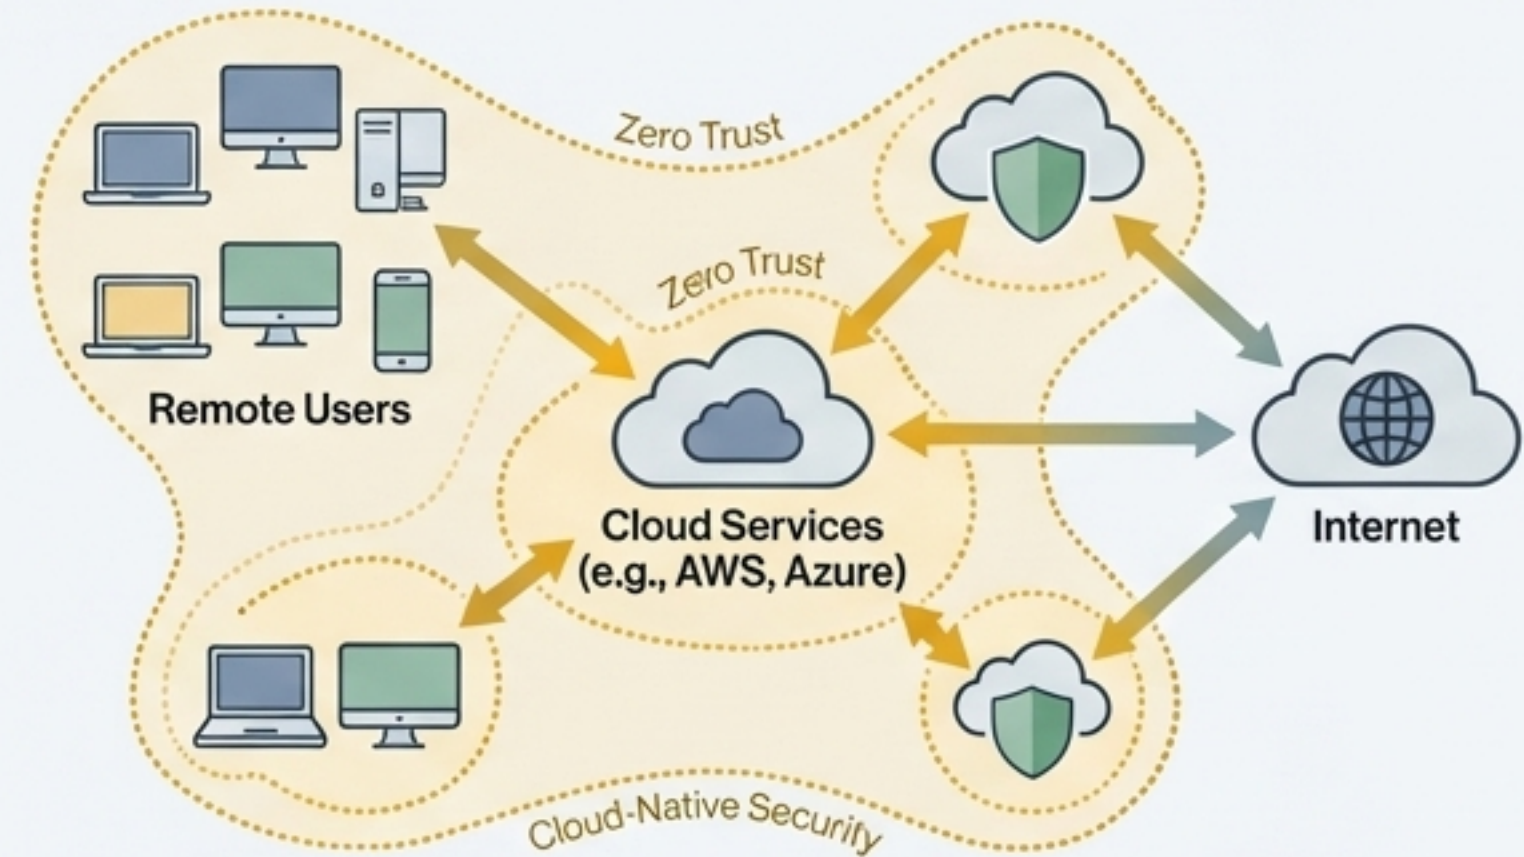 Zero Trust
Zero Trust
Remote Users
Cloud Services
(e.g., AWS, Azure)
Internet
Cloud-Native Security